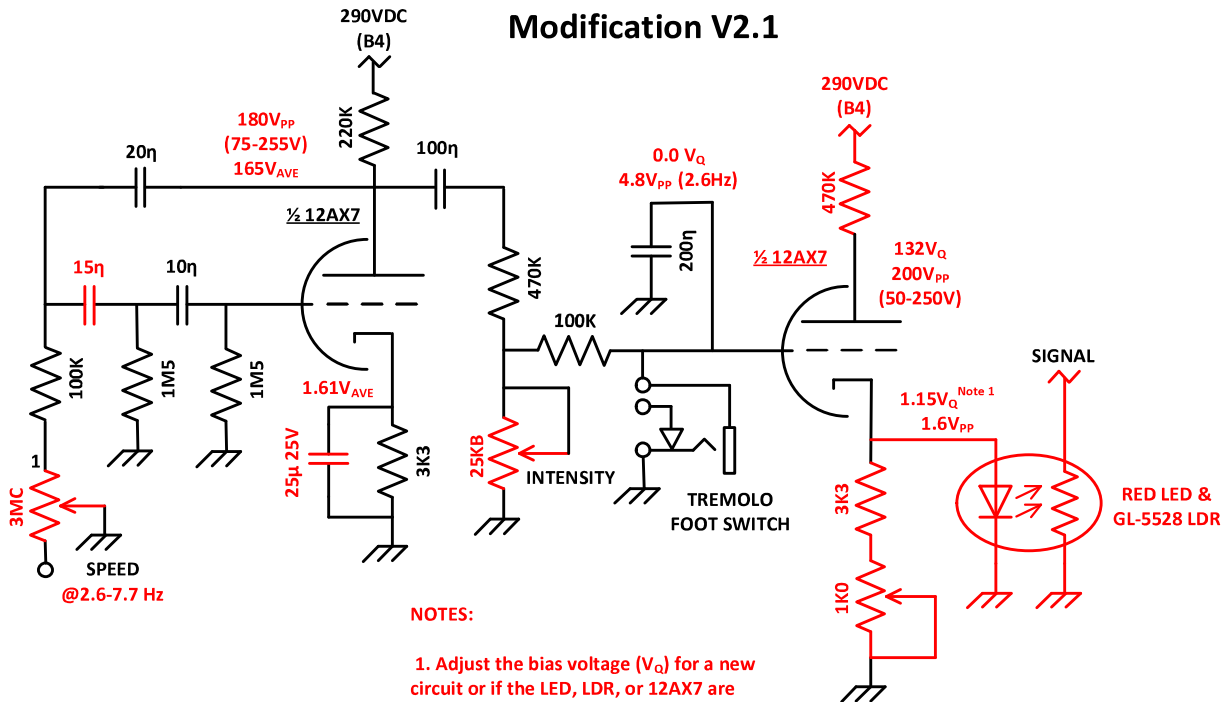 Modification V2.1
290VDC
(B4)
220K
180VPP
(75-255V)
165VAVE
20η
100η
½ 12AX7
15η
10η
100K
1M5
1M5
1.61VAVE
25µ 25V
3K3
1
3MC
SPEED
@2.6-7.7 Hz
470K
25KB
INTENSITY
100K
0.0 VQ
4.8VPP (2.6Hz)
200η
TREMOLO
FOOT SWITCH
290VDC
(B4)
470K
½ 12AX7
132VQ
200VPP
(50-250V)
SIGNAL
1.15VQ Note 1
1.6VPP
3K3
1K0
RED LED &
GL-5528 LDR
NOTES:
1. Adjust the bias voltage (VQ) for a new
circuit or if the LED, LDR, or 12AX7 are